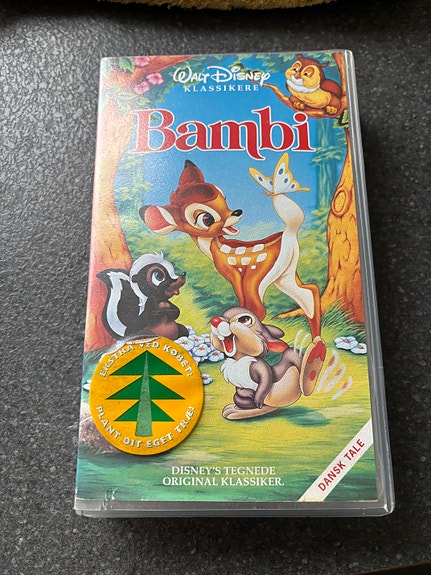 WALT DISNEY
KLASSIKERE
Bambi
EKSTRA VED KØBET:
PLANT DIT EGET TRÆ!
DISNEY'S TEGNEDE
ORIGINAL KLASSIKER.
DANSK TALE